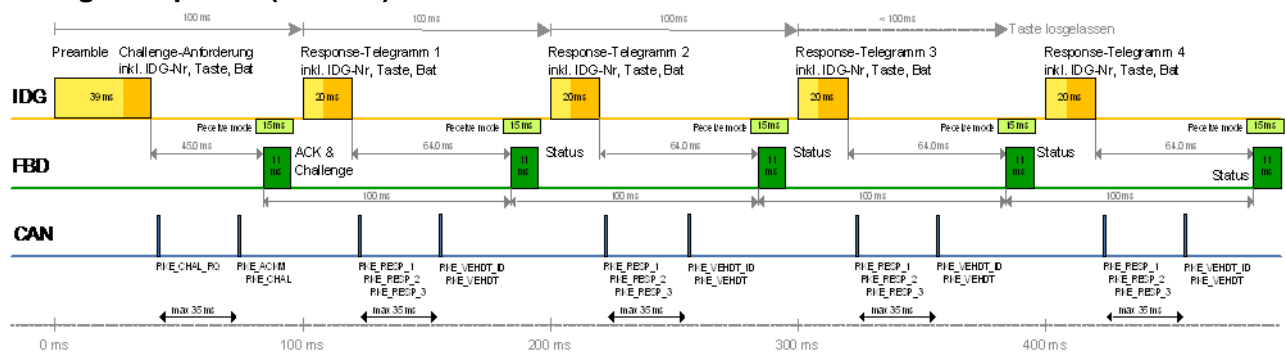 100 ms 100 ms 100ms < 100ms Taste losgelassen
Preamble Challenge-Anforderung Response-Telegramm 1 Response-Telegramm 2 Response-Telegramm 3 Response-Telegramm 4
inkl. IDG-Nr, Taste, Bat inkl. IDG-Nr, Taste, Bat inkl. IDG-Nr, Taste, Bat inkl. IDG-Nr, Taste, Bat inkl. IDG-Nr, Taste, Bat
IDG 39 ms 20 ms 20ms 20 ms 20 ms
Receive mode 15ms Receive mode 15 ms Receive mode 15ms Receive mode 15ms Receive mode 15ms
45.0 ms 64.0 ms 64.0 ms 64.0 ms 64.0 ms
FBD 11 ms ACK & Challenge 11 ms Status 11 ms Status 11 ms Status Status 11 ms
100 ms 100 ms 100 ms 100 ms
CAN
RKE_CHAL_RQ RKE_ACKM RKE_RESP_1 RKE_VEHDT_ID RKE_RESP_1 RKE_VEHDT_ID RKE_RESP_1 RKE_VEHDT_ID RKE_RESP_1 RKE_VEHDT_ID
RKE_CHAL RKE_RESP_2 RKE_VEHDT RKE_RESP_2 RKE_VEHDT RKE_RESP_2 RKE_VEHDT RKE_RESP_2 RKE_VEHDT
RKE_RESP_3 RKE_RESP_3 RKE_RESP_3 RKE_RESP_3
max 35 ms max 35 ms max 35 ms max 35 ms max 35 ms
0 ms 100 ms 200 ms 300 ms 400 ms